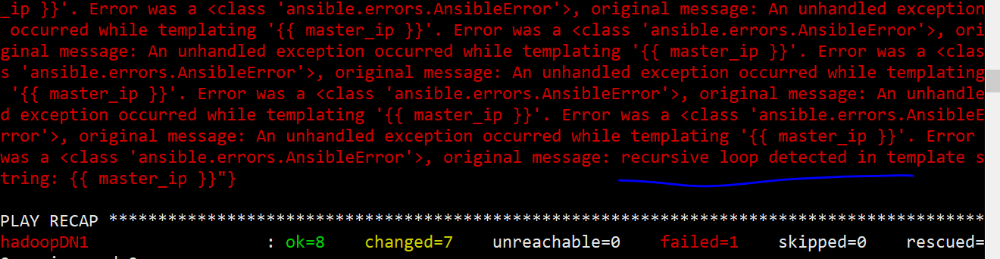 _ip }}'. Error was a <class 'ansible.errors.AnsibleError'>, original message: An unhandled exception
 occurred while templating '{{ master_ip }}'. Error was a <class 'ansible.errors.AnsibleError'>, ori
ginal message: An unhandled exception occurred while templating '{{ master_ip }}'. Error was a <clas
s 'ansible.errors.AnsibleError'>, original message: An unhandled exception occurred while templating
 '{{ master_ip }}'. Error was a <class 'ansible.errors.AnsibleError'>, original message: An unhandle
d exception occurred while templating '{{ master_ip }}'. Error was a <class 'ansible.errors.AnsibleE
rror'>, original message: An unhandled exception occurred while templating '{{ master_ip }}'. Error 
was a <class 'ansible.errors.AnsibleError'>, original message: recursive loop detected in template s
tring: {{ master_ip }}"}
PLAY RECAP *****************************************************************************************
hadoopDN1                  : ok=8    changed=7    unreachable=0    failed=1    skipped=0    rescued=